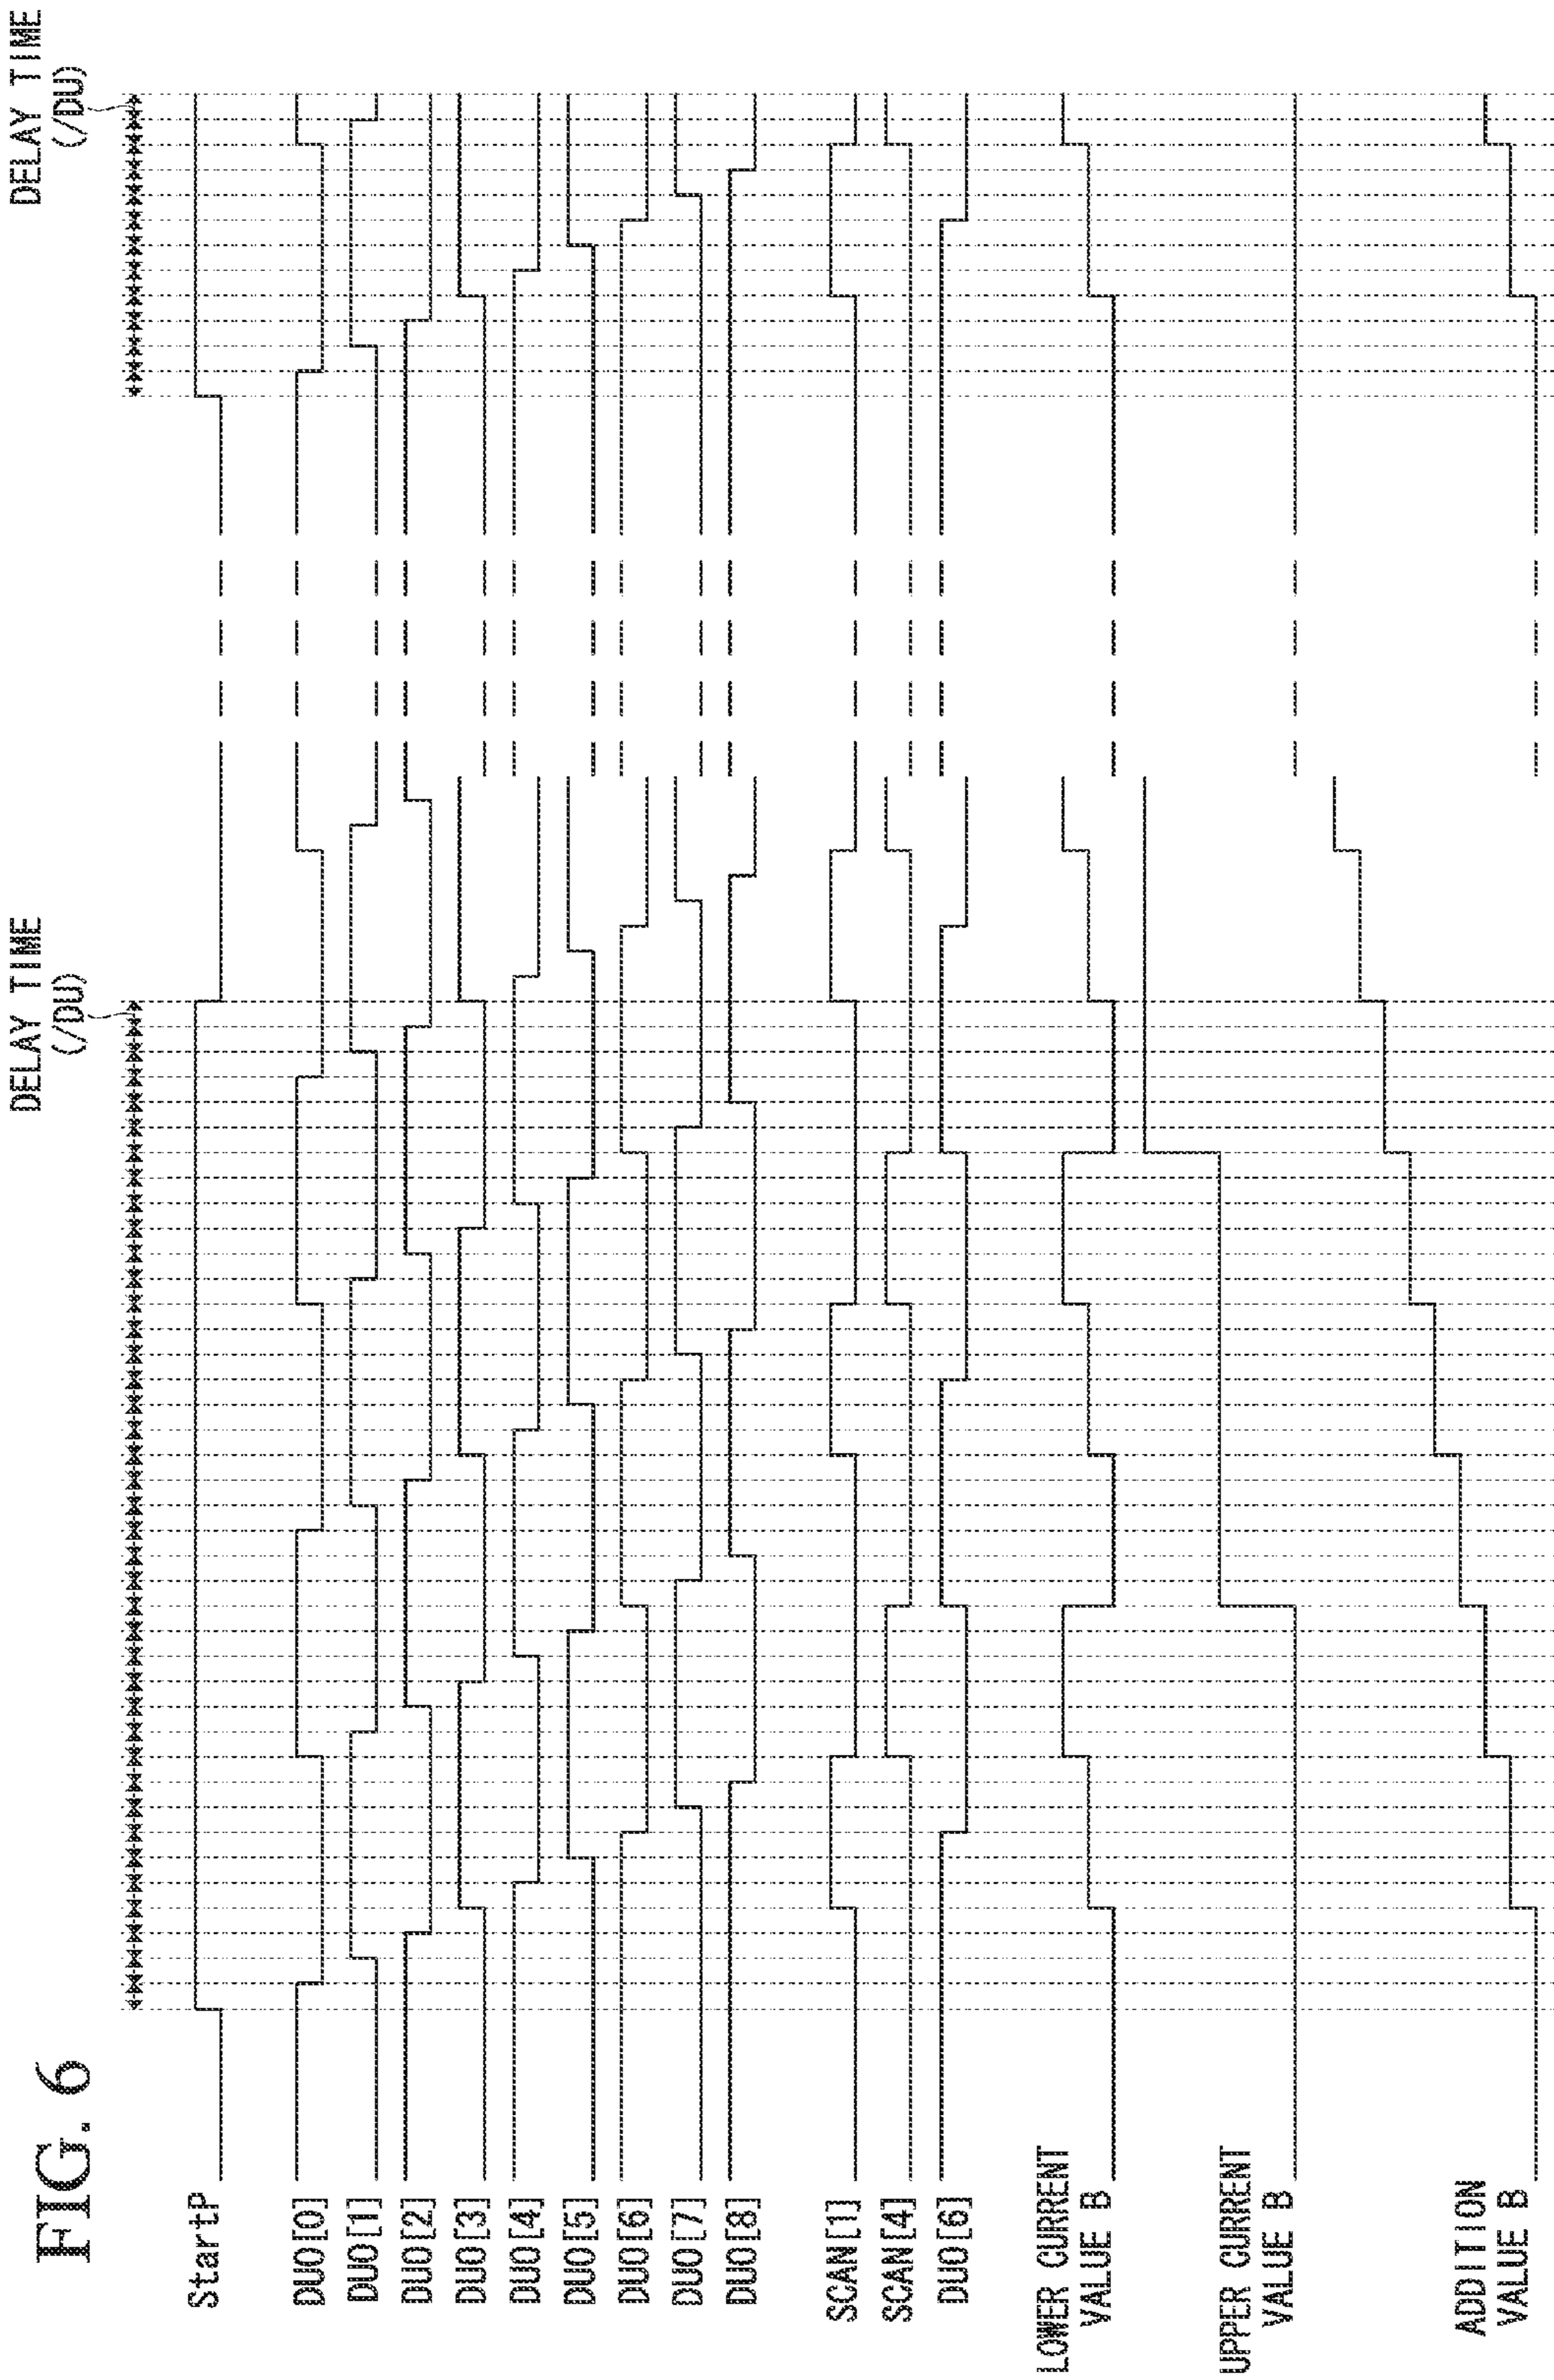 FIG. 6
DELAY TIME
(/DU)
DELAY TIME
(/DU)
StartP
DUO[0]
DUO[1]
DUO[2]
DUO[3]
DUO[4]
DUO[5]
DUO[6]
DUO[7]
DUO[8]
SCAN[1]
SCAN[4]
DUO[6]
LOWER CURRENT
VALUE B
UPPER CURRENT
VALUE B
ADDITION
VALUE B